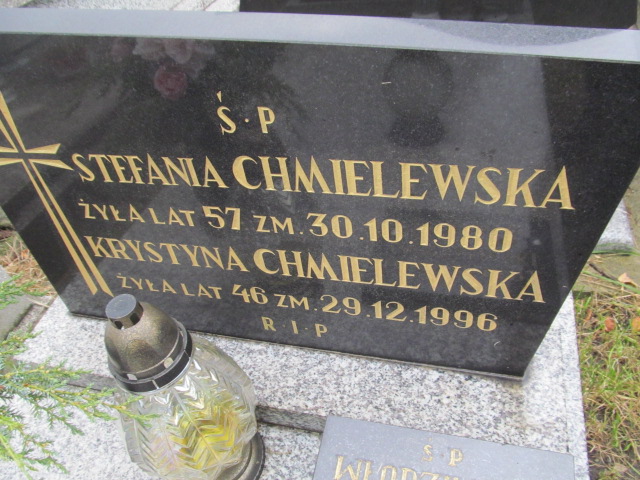 Ś·P
STEFANIA CHMIELEWSKA
ŻYŁA LAT 57 ZM. 30.10.1980
KRYSTYNA CHMIELEWSKA
ŻYŁA LAT 46 ZM. 29.12.1996
R I P
Ś·P